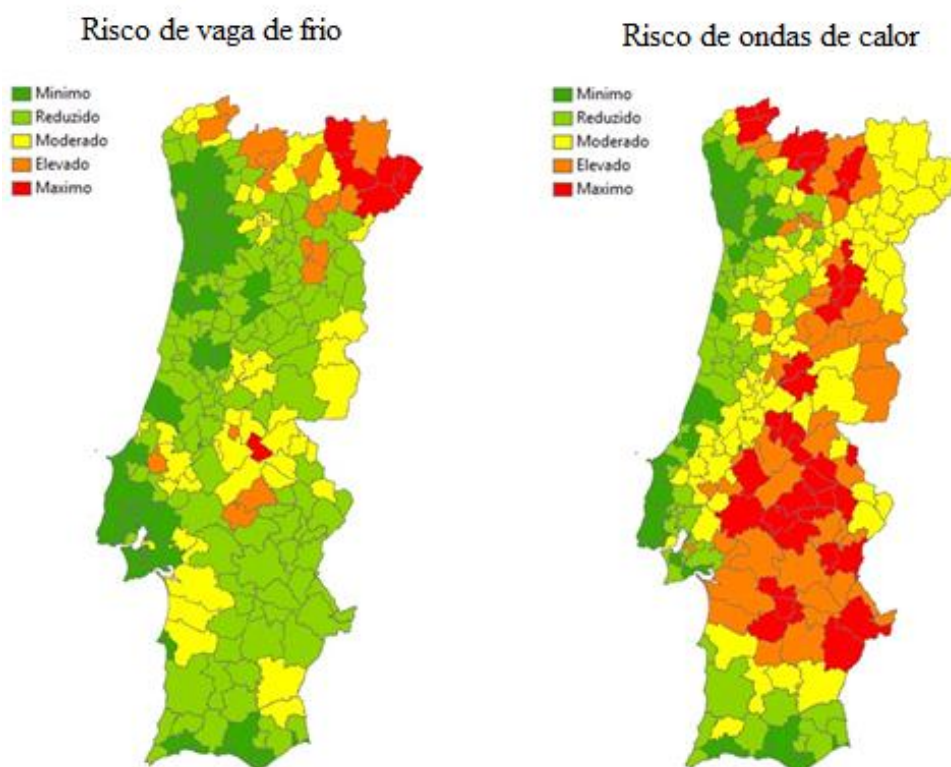 Risco de vaga de frio
Minimo
Reduzido
Moderado
Elevado
Maximo
Risco de ondas de calor
Minimo
Reduzido
Moderado
Elevado
Maximo